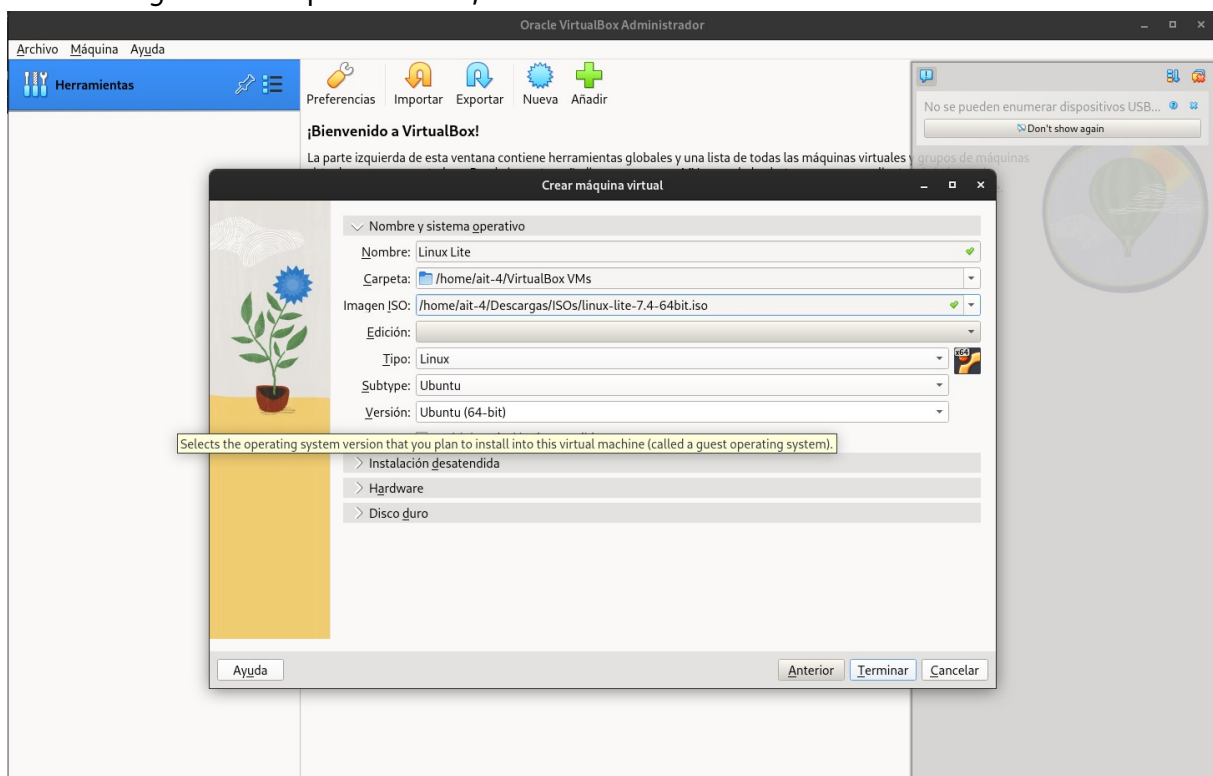 Oracle VirtualBox Administrador
Archivo Máquina Ayuda
Herramientas
Preferencias Importar Exportar Nueva Añadir
No se pueden enumerar dispositivos USB...
Don't show again
¡Bienvenido a VirtualBox!
La parte izquierda de esta ventana contiene herramientas globales y una lista de todas las máquinas virtuales y grupos de máquinas
Crear máquina virtual
Nombre y sistema operativo
Nombre: Linux Lite
Carpeta: /home/ait-4/VirtualBox VMs
Imagen ISO: /home/ait-4/Descargas/ISOs/linux-lite-7.4-64bit.iso
Edición:
Tipo: Linux
x64
Subtype: Ubuntu
Versión: Ubuntu (64-bit)
Selects the operating system version that you plan to install into this virtual machine (called a guest operating system).
Instalación desatendida
Hardware
Disco duro
Ayuda Anterior Terminar Cancelar